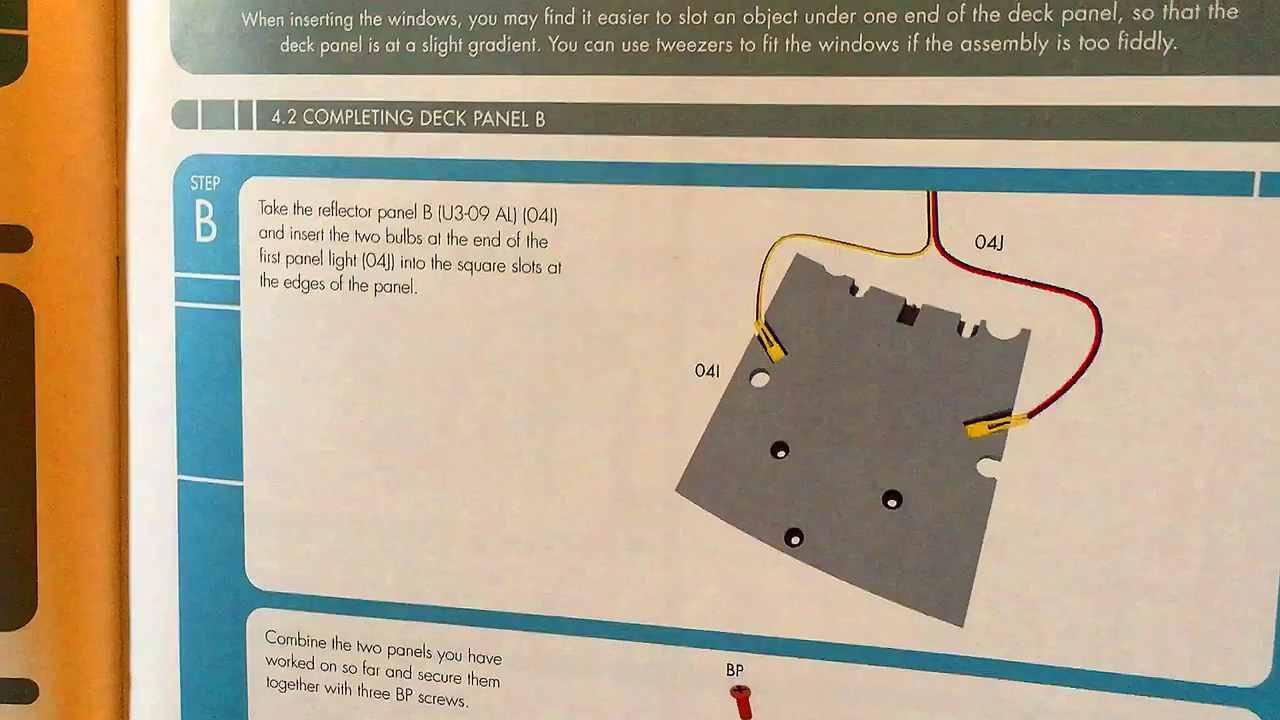 When inserting the windows, you may find it easier to slot an object under one end of the deck panel, so that the
deck panel is at a slight gradient. You can use tweezers to fit the windows if the assembly is too fiddly.
4.2 COMPLETING DECK PANEL B
STEP
B
Take the reflector panel B (U3-09 AL) (04I)
and insert the two bulbs at the end of the
first panel light (04J) into the square slots at
the edges of the panel.
04J
04I
Combine the two panels you have
worked on so far and secure them
together with three BP screws.
BP